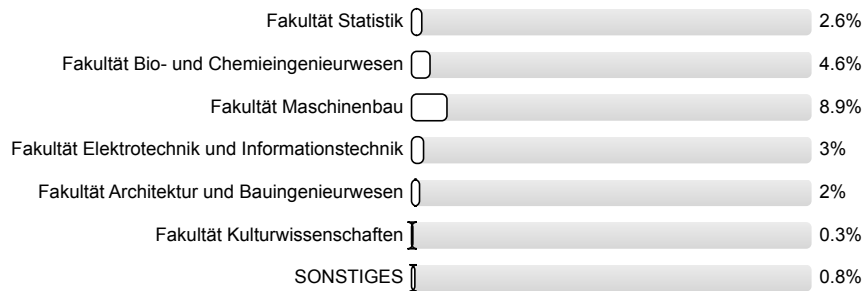 Fakultät Statistik 2.6%
Fakultät Bio- und Chemieingenieurwesen 4.6%
Fakultät Maschinenbau 8.9%
Fakultät Elektrotechnik und Informationstechnik 3%
Fakultät Architektur und Bauingenieurwesen 2%
Fakultät Kulturwissenschaften 0.3%
SONSTIGES 0.8%